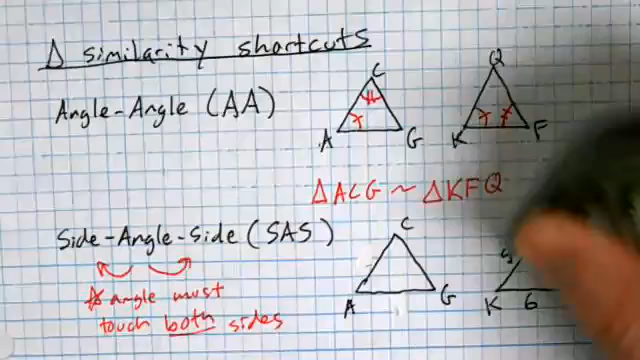 Δ similarity shortcuts
Angle-Angle (AA)
C
A G
Q
K F
ΔACG ~ ΔKFQ
Side-Angle-Side (SAS)
* angle must
touch both sides
C
A G
K 6